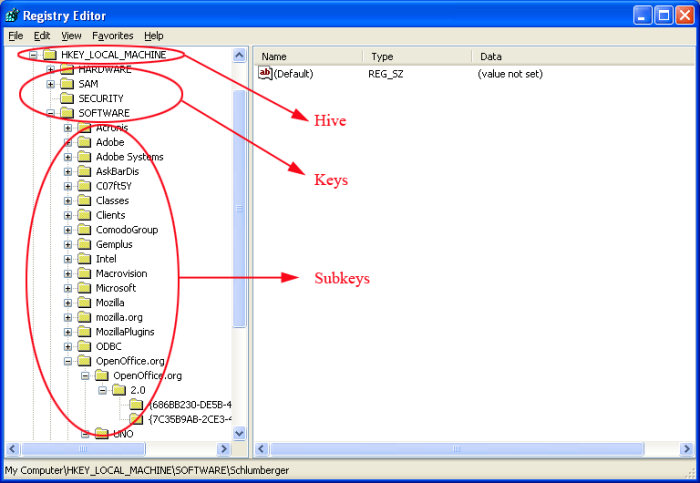 Registry Editor
File Edit View Favorites Help
HKEY_LOCAL_MACHINE
HARDWARE
SAM
SECURITY
SOFTWARE
Acronis
Adobe
Adobe Systems
AskBarDis
C07ft5Y
Classes
Clients
ComodoGroup
Gemplus
Intel
Macrovision
Microsoft
Mozilla
mozilla.org
MozillaPlugins
ODBC
OpenOffice.org
OpenOffice.org
2.0
{686BB230-DE5B-4
{7C35B9AB-2CE3-4
UNO
Name Type Data
ab (Default) REG_SZ (value not set)
Hive
Keys
Subkeys
My Computer\HKEY_LOCAL_MACHINE\SOFTWARE\Schlumberger